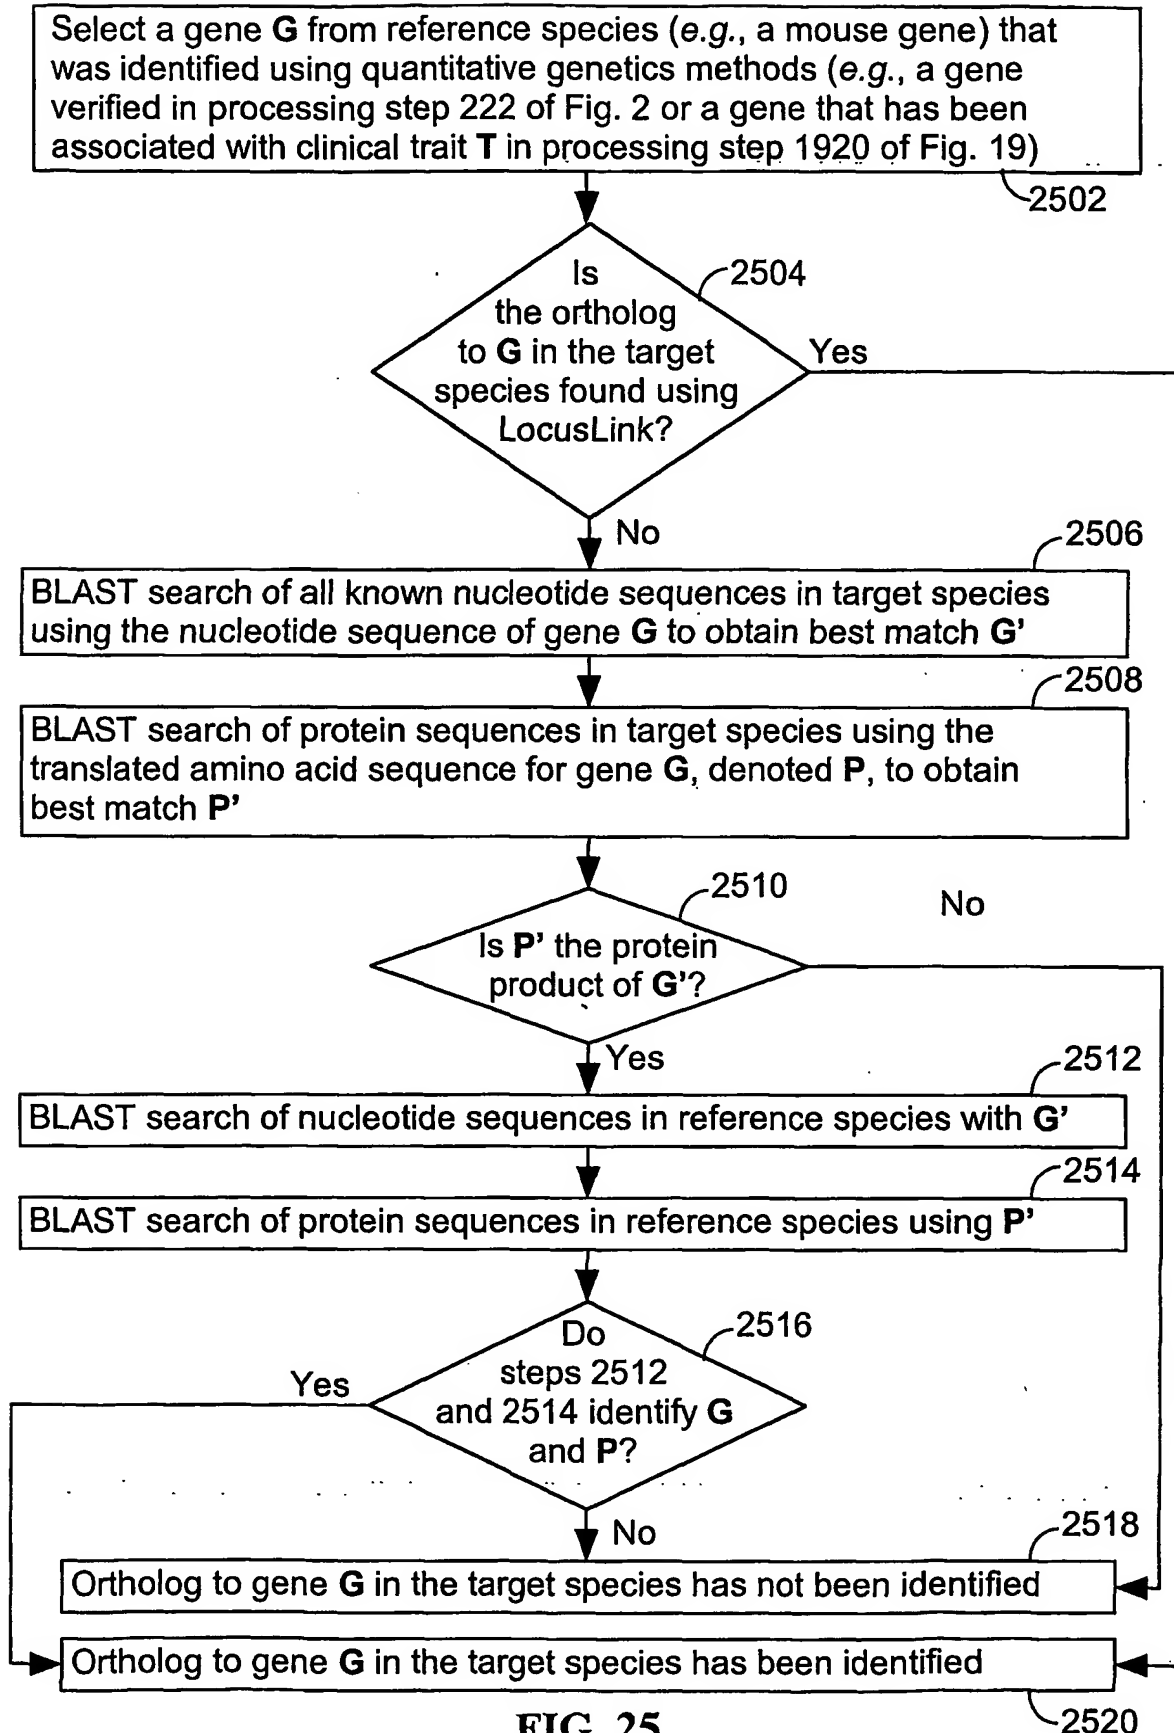 Select a gene G from reference species (e.g., a mouse gene) that
was identified using quantitative genetics methods (e.g., a gene
verified in processing step 222 of Fig. 2 or a gene that has been
associated with clinical trait T in processing step 1920 of Fig. 19)
2502
2504
Is
the ortholog
to G in the target
species found using
LocusLink?
Yes
No
2506
BLAST search of all known nucleotide sequences in target species
using the nucleotide sequence of gene G to obtain best match G'
2508
BLAST search of protein sequences in target species using the
translated amino acid sequence for gene G, denoted P, to obtain
best match P'
2510
No
Is P' the protein
product of G'?
Yes
2512
BLAST search of nucleotide sequences in reference species with G'
2514
BLAST search of protein sequences in reference species using P'
2516
Do
steps 2512
and 2514 identify G
and P?
Yes
No
2518
Ortholog to gene G in the target species has not been identified
Ortholog to gene G in the target species has been identified
2520
FIG. 25